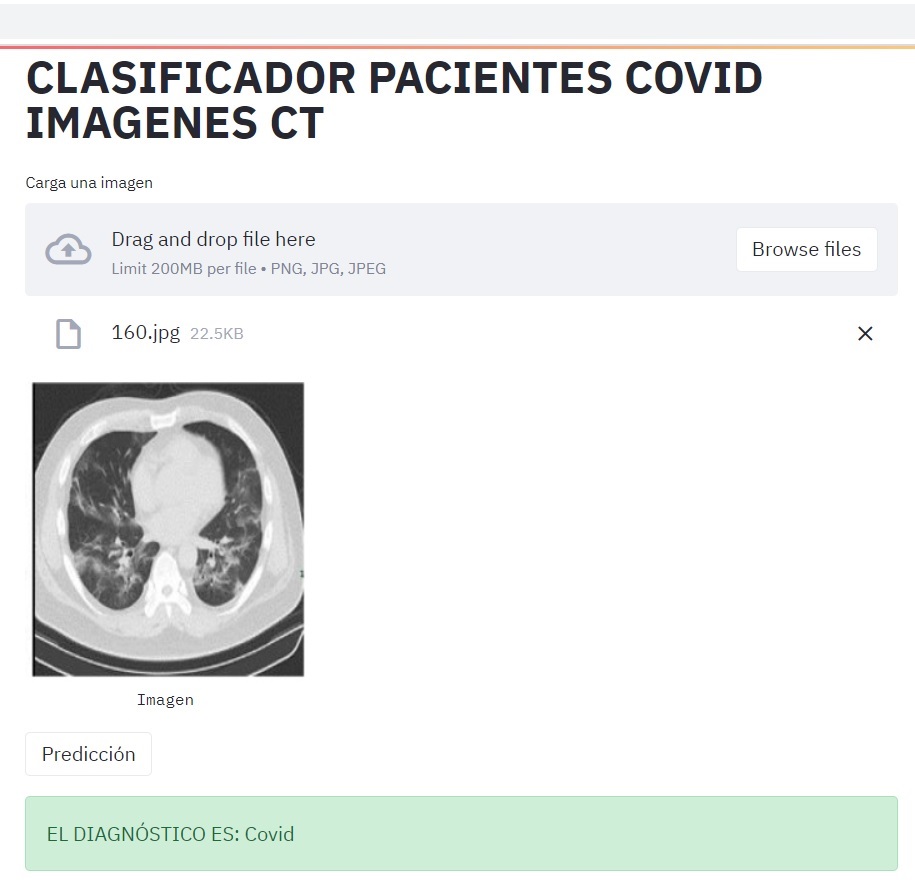 CLASIFICADOR PACIENTES COVID
IMAGENES CT
Carga una imagen
Drag and drop file here
Limit 200MB per file • PNG, JPG, JPEG
Browse files
160.jpg 22.5KB
Imagen
Predicción
EL DIAGNÓSTICO ES: Covid